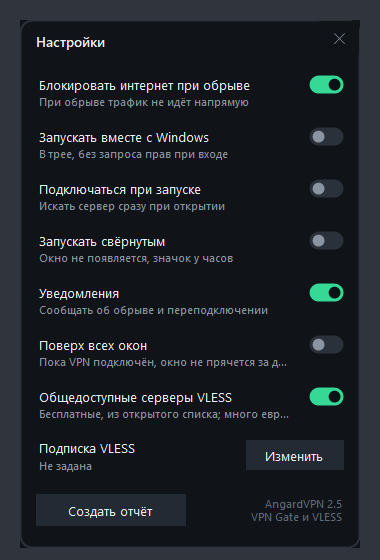 Настройки
Блокировать интернет при обрыве
При обрыве трафик не идёт напрямую
Запускать вместе с Windows
В трее, без запроса прав при входе
Подключаться при запуске
Искать сервер сразу при открытии
Запускать свёрнутым
Окно не появляется, значок у часов
Уведомления
Сообщать об обрыве и переподключении
Поверх всех окон
Пока VPN подключён, окно не прячется за д...
Общедоступные серверы VLESS
Бесплатные, из открытого списка; много евр...
Подписка VLESS
Не задана
Изменить
Создать отчёт
AngardVPN 2.5
VPN Gate и VLESS